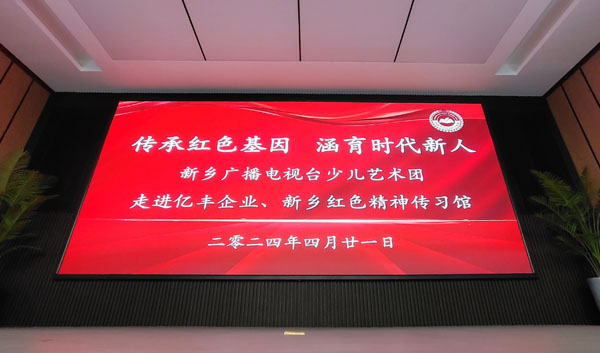 传承红色基因 涵育时代新人
新乡广播电视台少儿艺术团
走进亿丰企业、新乡红色精神传习馆
二零二四年四月廿一日